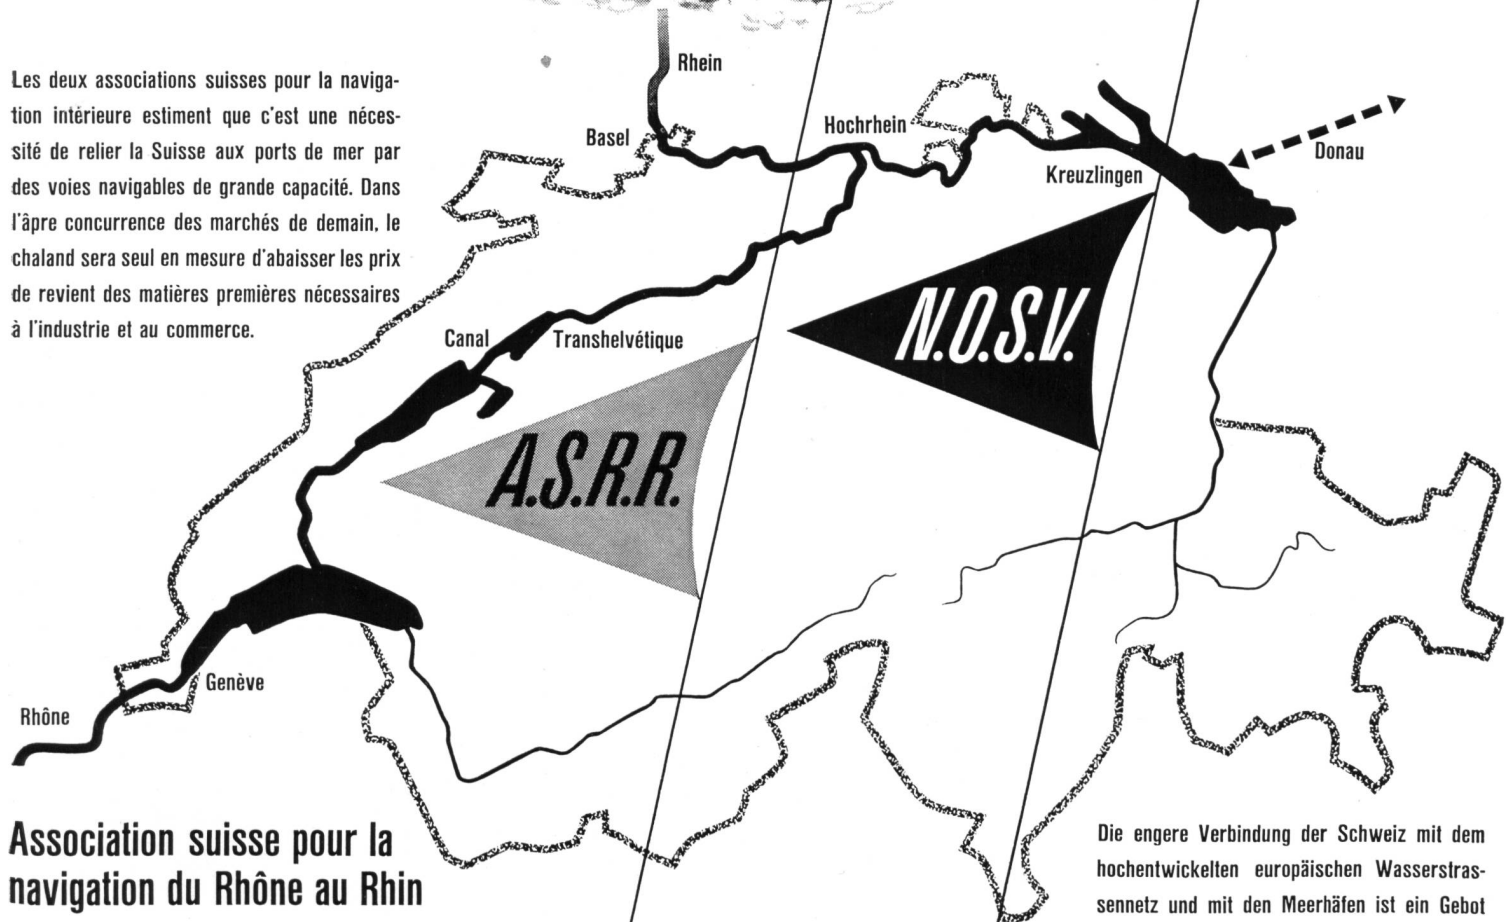 Les deux associations suisses pour la naviga-
tion intérieure estiment que c'est une néces-
sité de relier la Suisse aux ports de mer par
des voies navigables de grande capacité. Dans
l'âpre concurrence des marchés de demain, le
chaland sera seul en mesure d'abaisser les prix
de revient des matières premières nécessaires
à l'industrie et au commerce.
Rhein
Basel
Hochrhein
Kreuzlingen
Donau
N.O.S.V.
Canal Transhelvétique
A.S.R.R.
Genève
Rhône
Association suisse pour la
navigation du Rhône au Rhin
Die engere Verbindung der Schweiz mit dem
hochentwickelten europäischen Wasserstras-
sennetz und mit den Meerhäfen ist ein Gebot